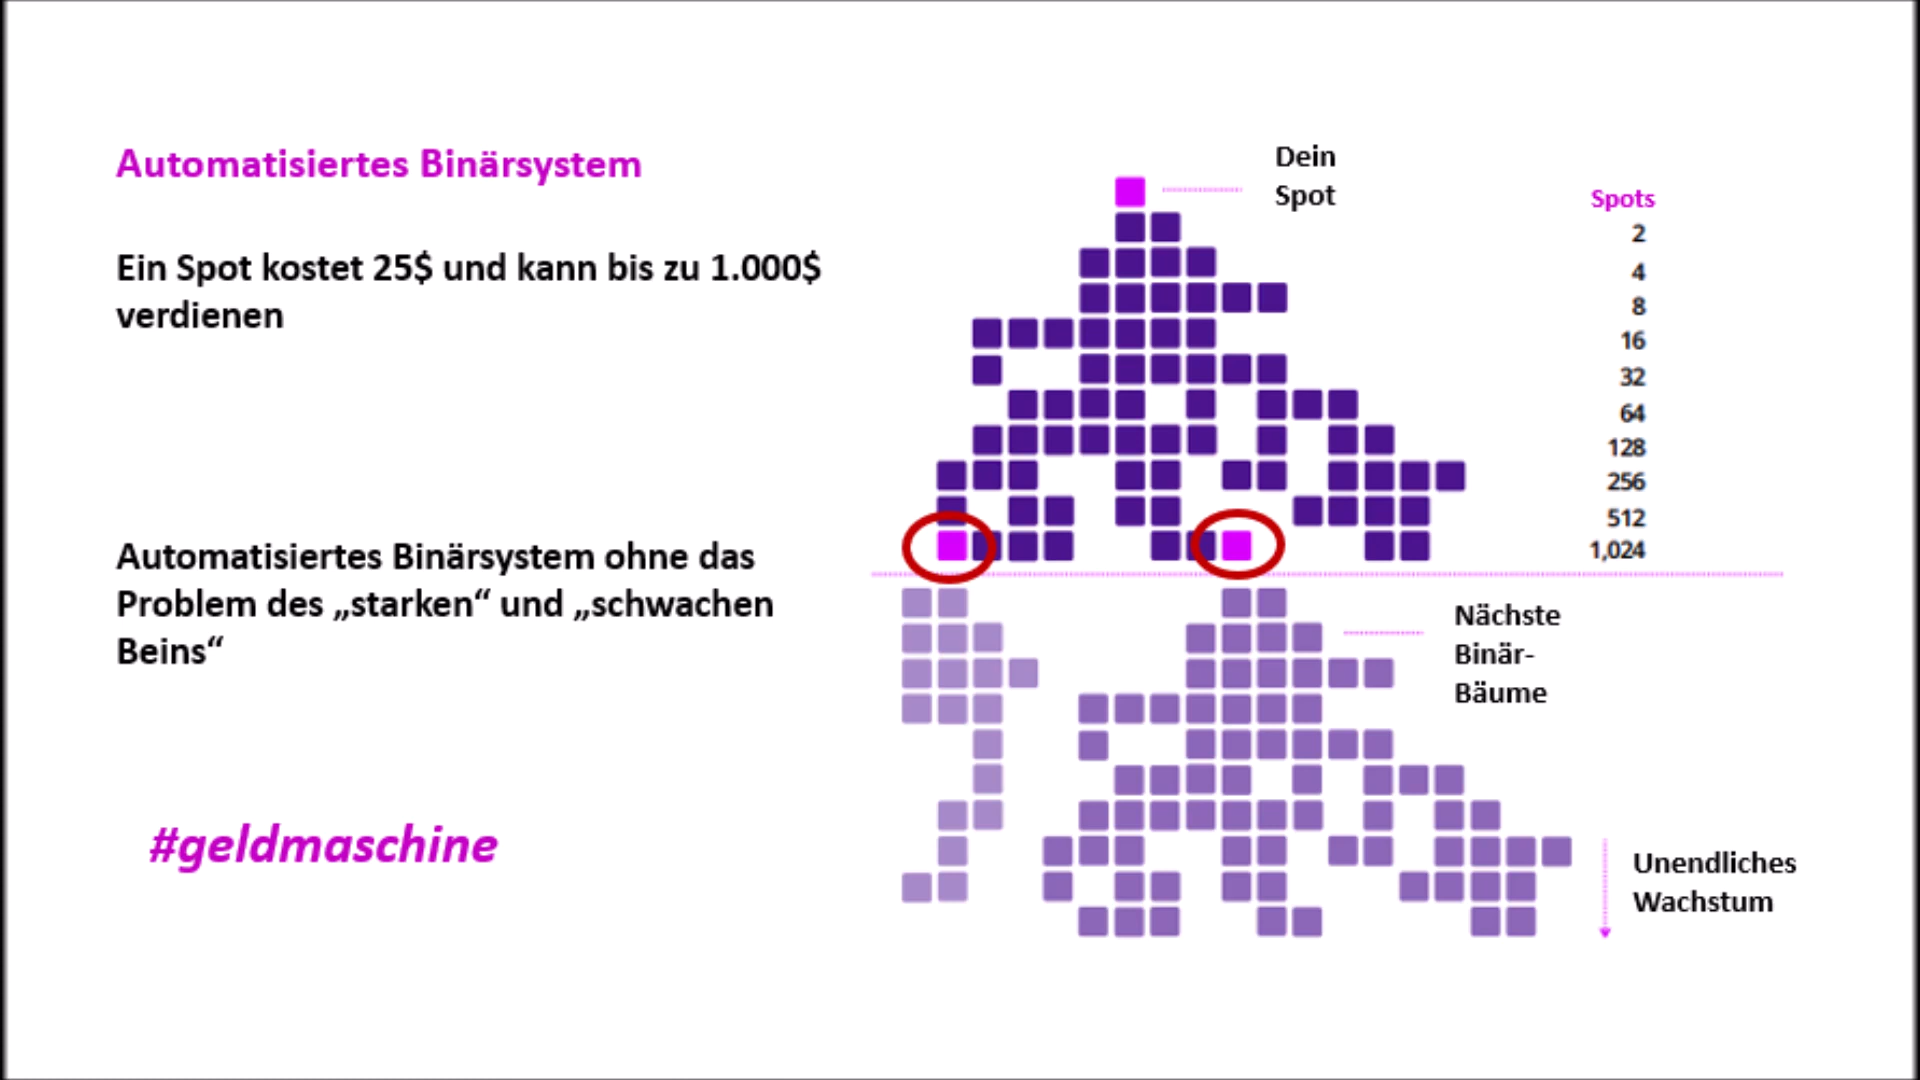 Automatisiertes Binärsystem
Ein Spot kostet 25$ und kann bis zu 1.000$
verdienen
Automatisiertes Binärsystem ohne das
Problem des „starken“ und „schwachen
Beins“
#geldmaschine
Dein
Spot
Spots
2
4
8
16
32
64
128
256
512
1,024
Nächste
Binär-
Bäume
Unendliches
Wachstum